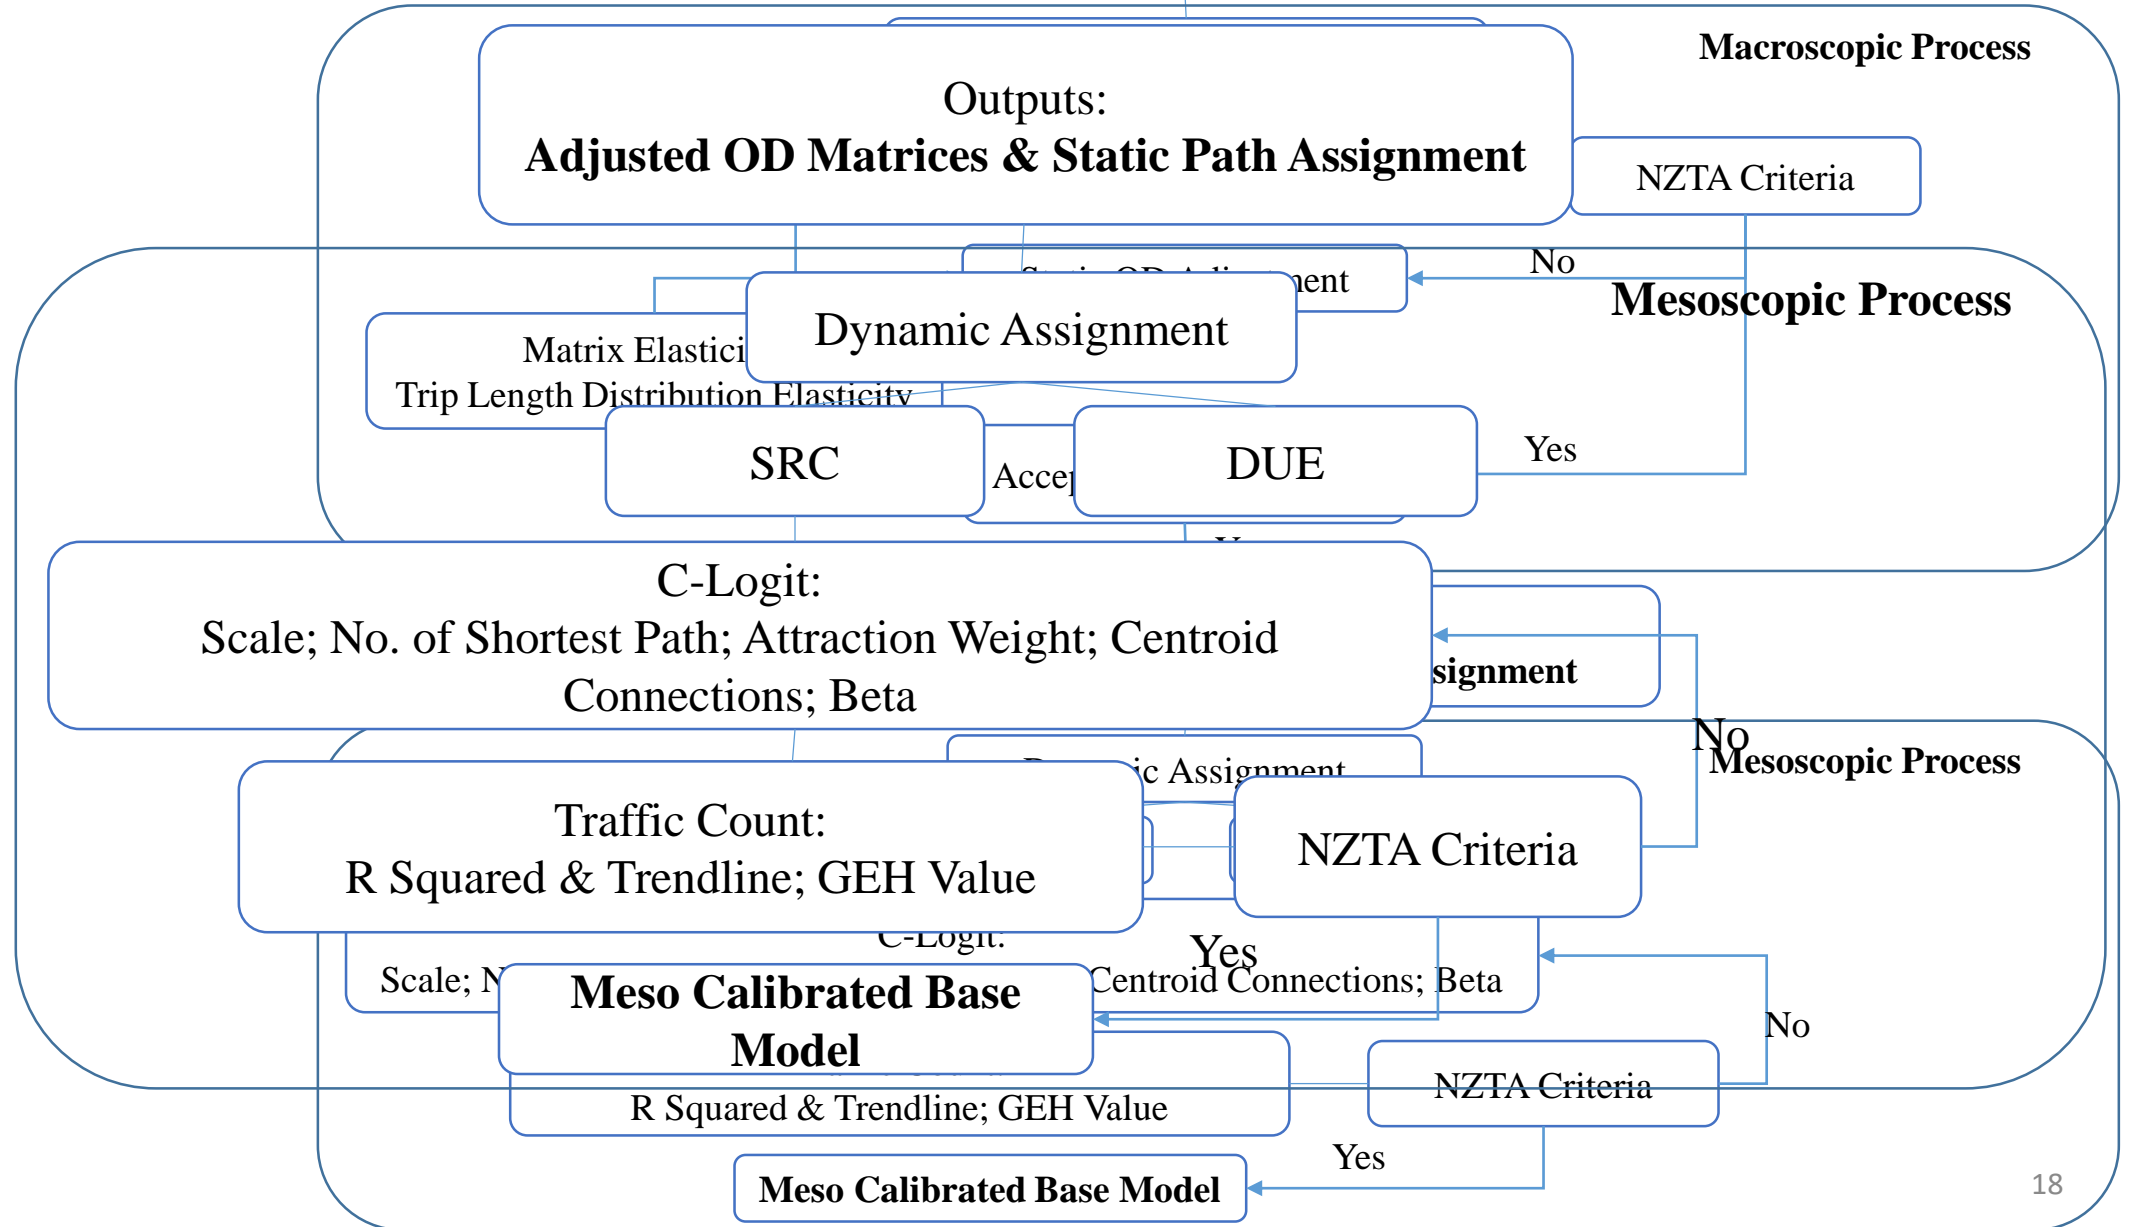 Macroscopic Process
Outputs:
Adjusted OD Matrices & Static Path Assignment
NZTA Criteria
No
Mesoscopic Process
Dynamic Assignment
Matrix
Trip Length Distribution Elasticity
SRC
DUE
Yes
C-Logit:
Scale; No. of Shortest Path; Attraction Weight; Centroid
Connections; Beta
No
Mesoscopic Process
Assignment
Traffic Count:
R Squared & Trendline; GEH Value
NZTA Criteria
C-Logit:
Yes
Scale;
Centroid Connections; Beta
Meso Calibrated Base
Model
No
NZTA Criteria
R Squared & Trendline; GEH Value
Yes
Meso Calibrated Base Model
18